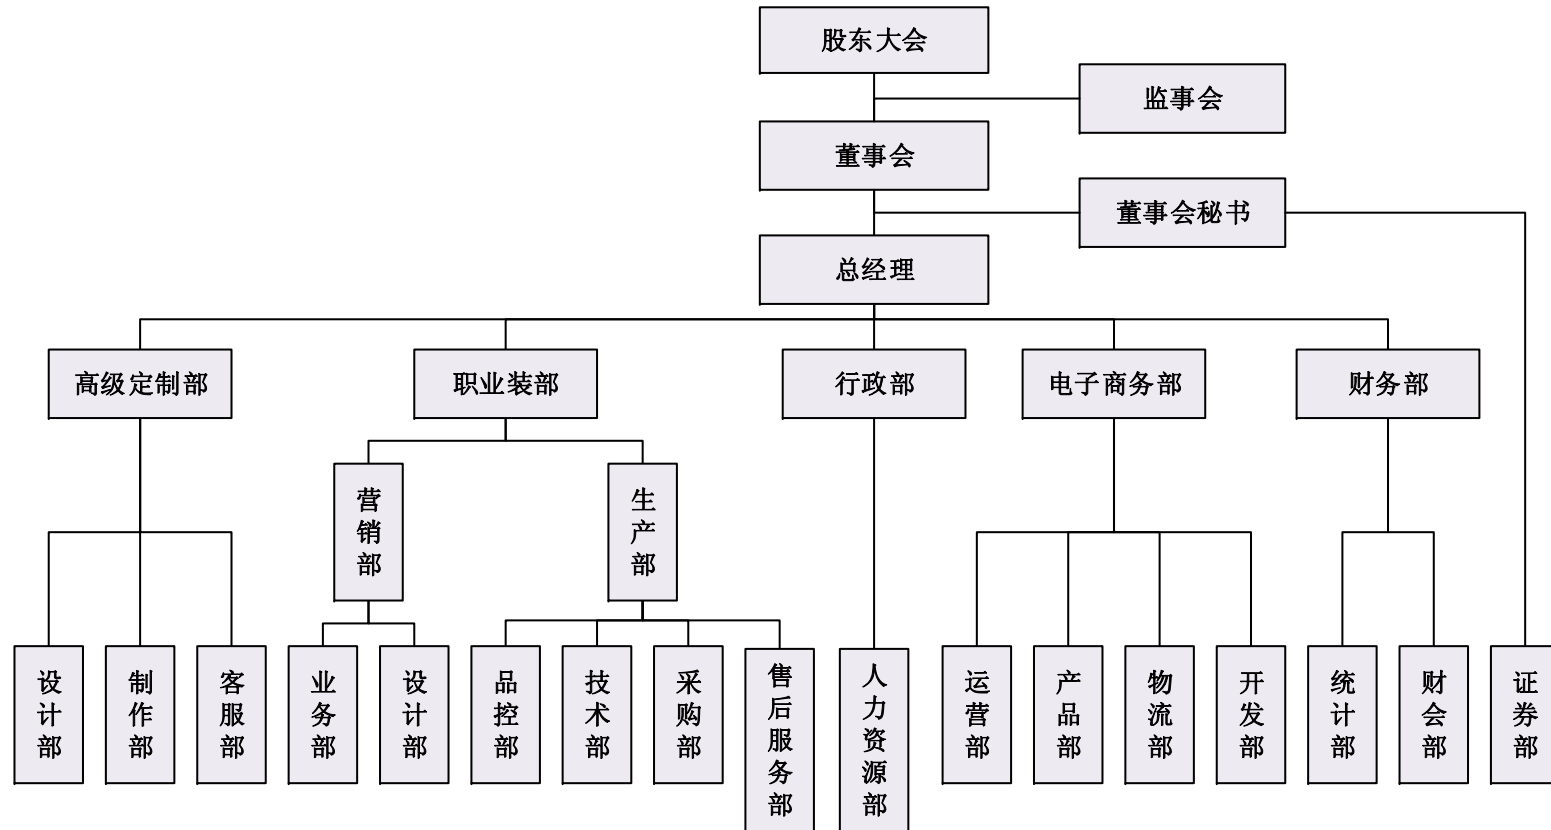 股东大会
监事会
董事会
董事会秘书
总经理
高级定制部
职业装部
行政部
电子商务部
财务部
营销部
生产部
设计部
制作部
客服部
业务部
设计部
品控部
技术部
采购部
售后服务部
人力资源部
运营部
产品部
物流部
开发部
统计部
财会部
证券部